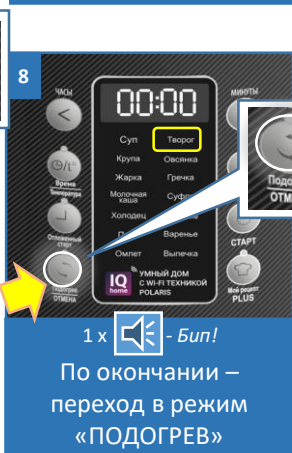 8
ЧАСЫ
МИНУТЫ
00:00
Суп
Творог
Крупа
Овсянка
Жарка
Гречка
Время
Температура
Молочная
каша
Отложенный
старт
Холодец
Варенье
СТАРТ
Омлет
Выпечка
Подогрев
ОТМЕНА
IQ
home
УМНЫЙ ДОМ
С WI-FI ТЕХНИКОЙ
POLARIS
Мой рецепт
PLUS
1 x - Бип!
По окончании –
переход в режим
«ПОДОГРЕВ»